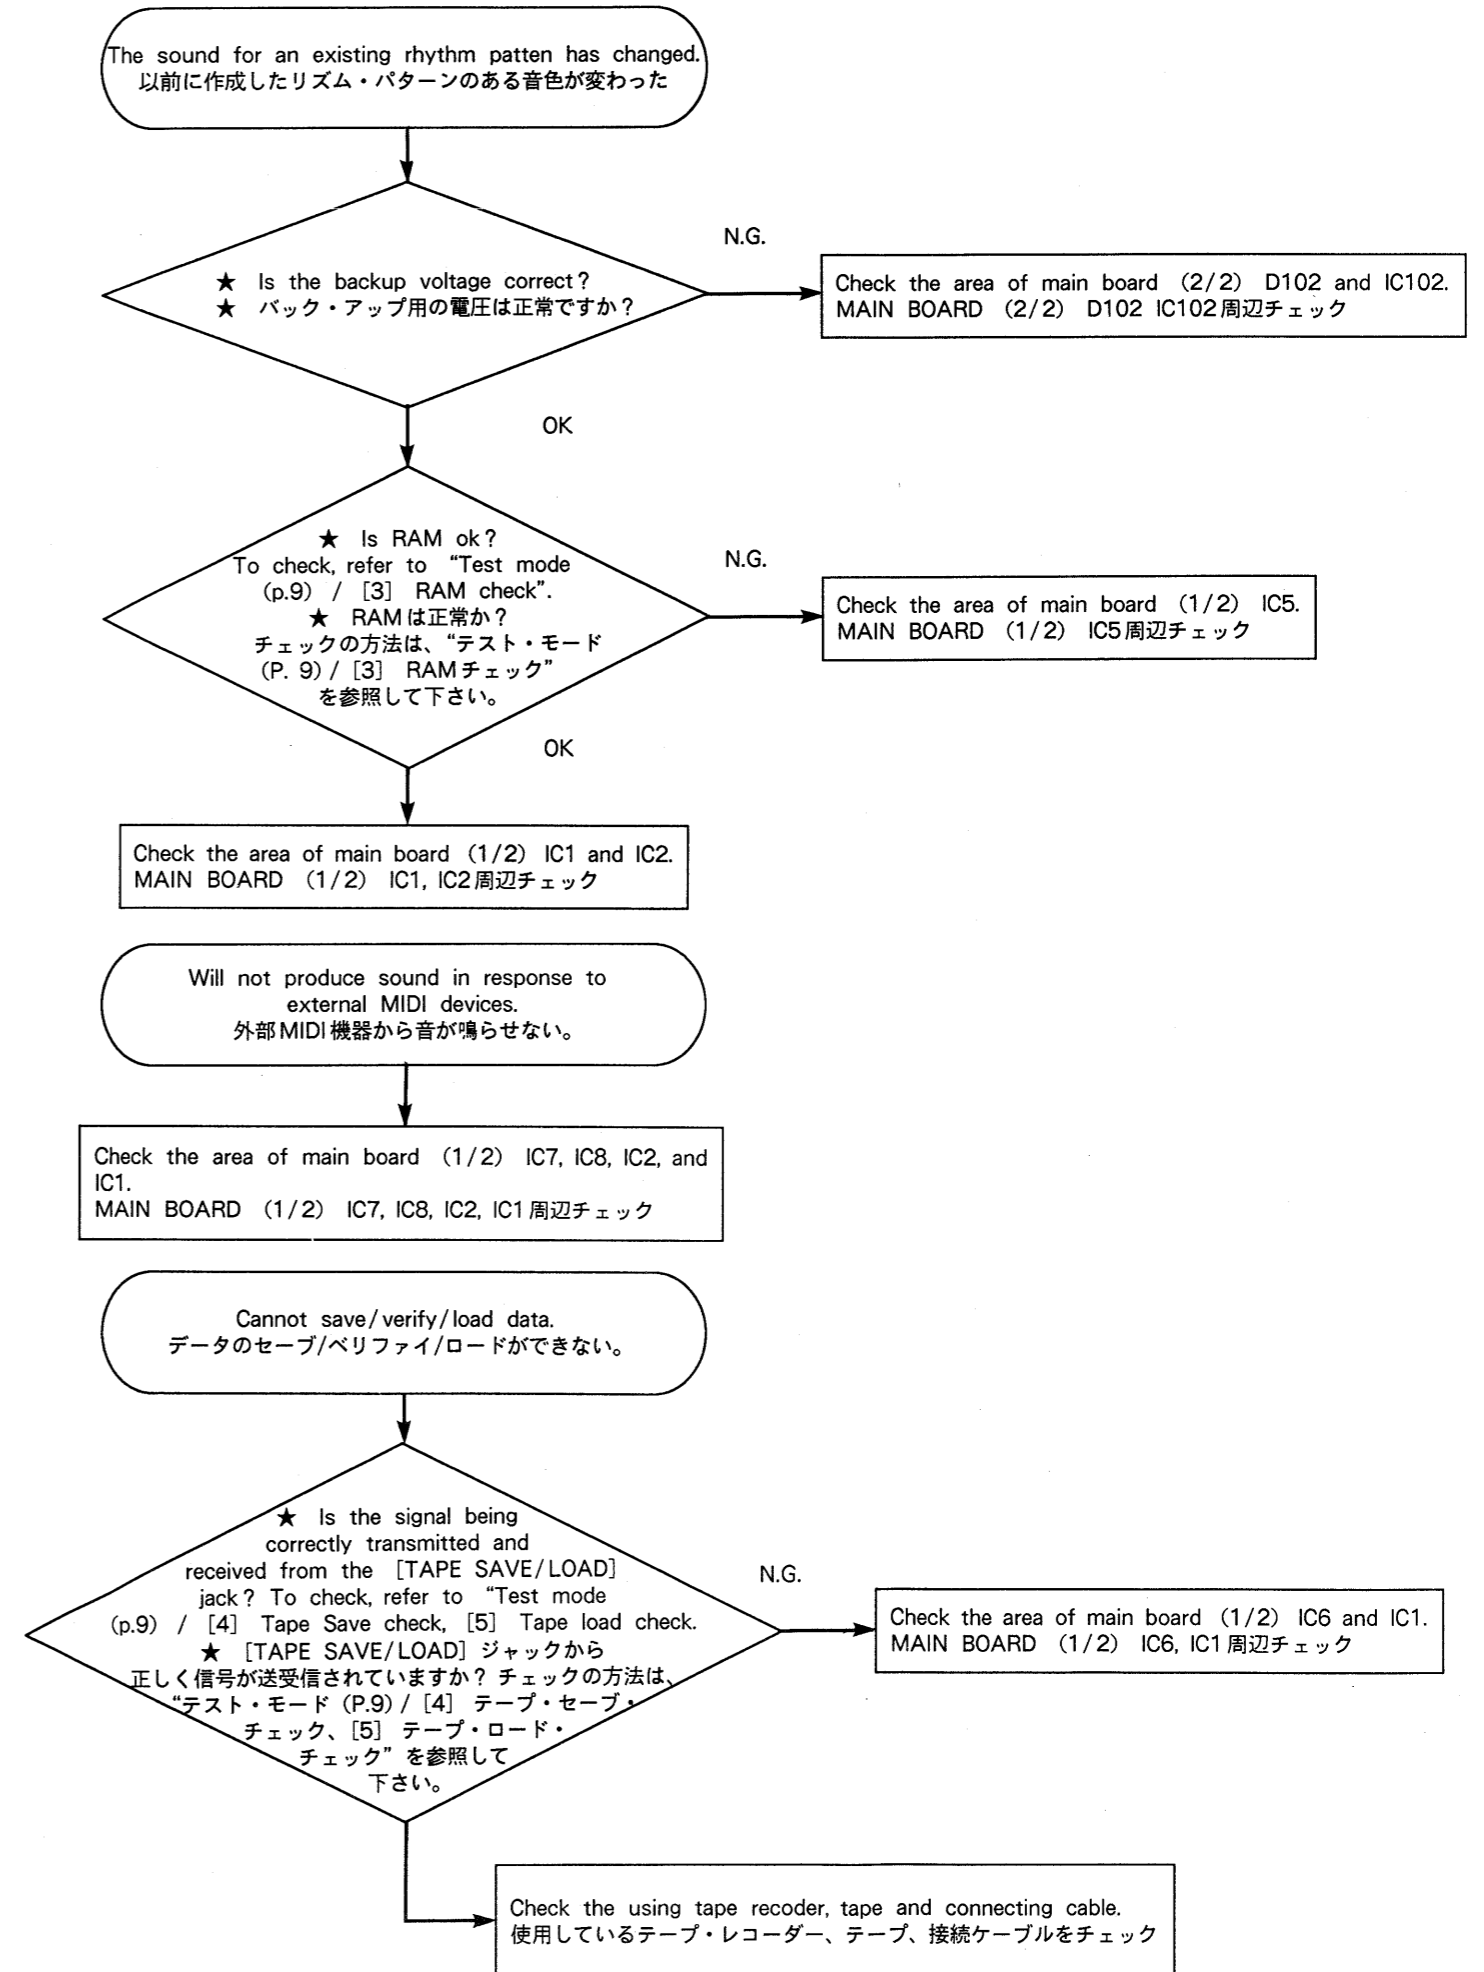 The sound for an existing rhythm patten has changed.
以前に作成したリズム・パターンのある音色が変わった
★ Is the backup voltage correct?
★ バック・アップ用の電圧は正常ですか?
N.G.
Check the area of main board (2/2) D102 and IC102.
MAIN BOARD (2/2) D102 IC102周辺チェック
OK
★ Is RAM ok?
To check, refer to “Test mode
(p.9) / [3] RAM check”.
★ RAMは正常か?
チェックの方法は、“テスト・モード
(P. 9) / [3] RAMチェック”
を参照して下さい。
N.G.
Check the area of main board (1/2) IC5.
MAIN BOARD (1/2) IC5周辺チェック
OK
Check the area of main board (1/2) IC1 and IC2.
MAIN BOARD (1/2) IC1, IC2周辺チェック
Will not produce sound in response to
external MIDI devices.
外部MIDI機器から音が鳴らせない。
Check the area of main board (1/2) IC7, IC8, IC2, and
IC1.
MAIN BOARD (1/2) IC7, IC8, IC2, IC1周辺チェック
Cannot save/verify/load data.
データのセーブ/ベリファイ/ロードができない。
★ Is the signal being
correctly transmitted and
received from the [TAPE SAVE/LOAD]
jack? To check, refer to “Test mode
(p.9) / [4] Tape Save check, [5] Tape load check.
★ [TAPE SAVE/LOAD] ジャックから
正しく信号が送受信されていますか? チェックの方法は、
“テスト・モード (P.9) / [4] テープ・セーブ・
チェック、[5] テープ・ロード・
チェック” を参照して
下さい。
N.G.
Check the area of main board (1/2) IC6 and IC1.
MAIN BOARD (1/2) IC6, IC1周辺チェック
Check the using tape recoder, tape and connecting cable.
使用しているテープ・レコーダー、テープ、接続ケーブルをチェック